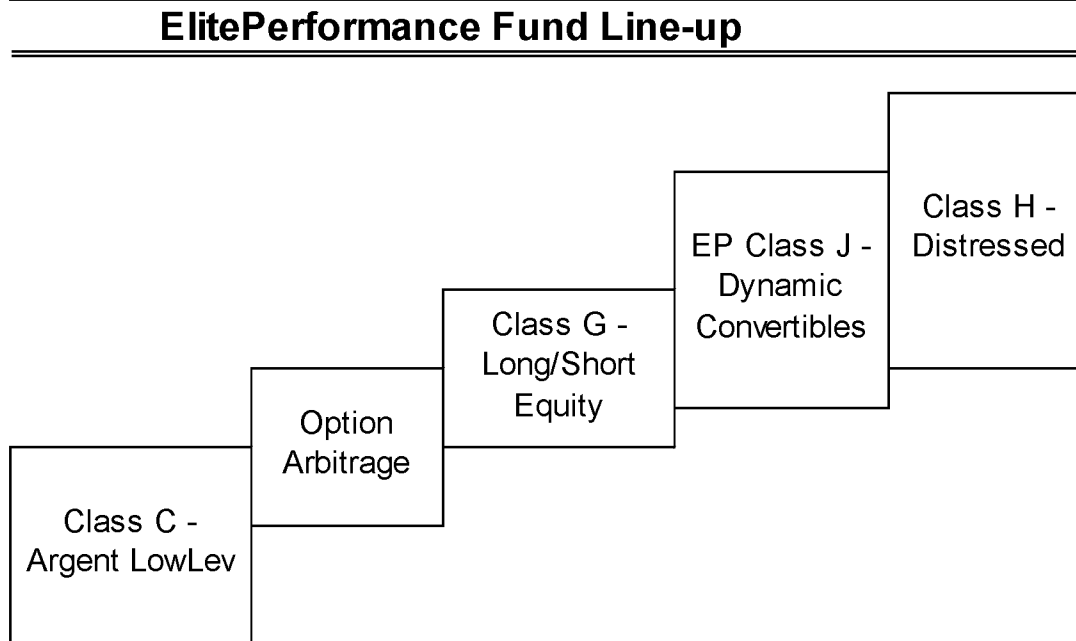 ElitePerformance Fund Line-up
Class H -
Distressed
EP Class J -
Dynamic
Convertibles
Class G -
Long/Short
Equity
Option
Arbitrage
Class C -
Argent LowLev